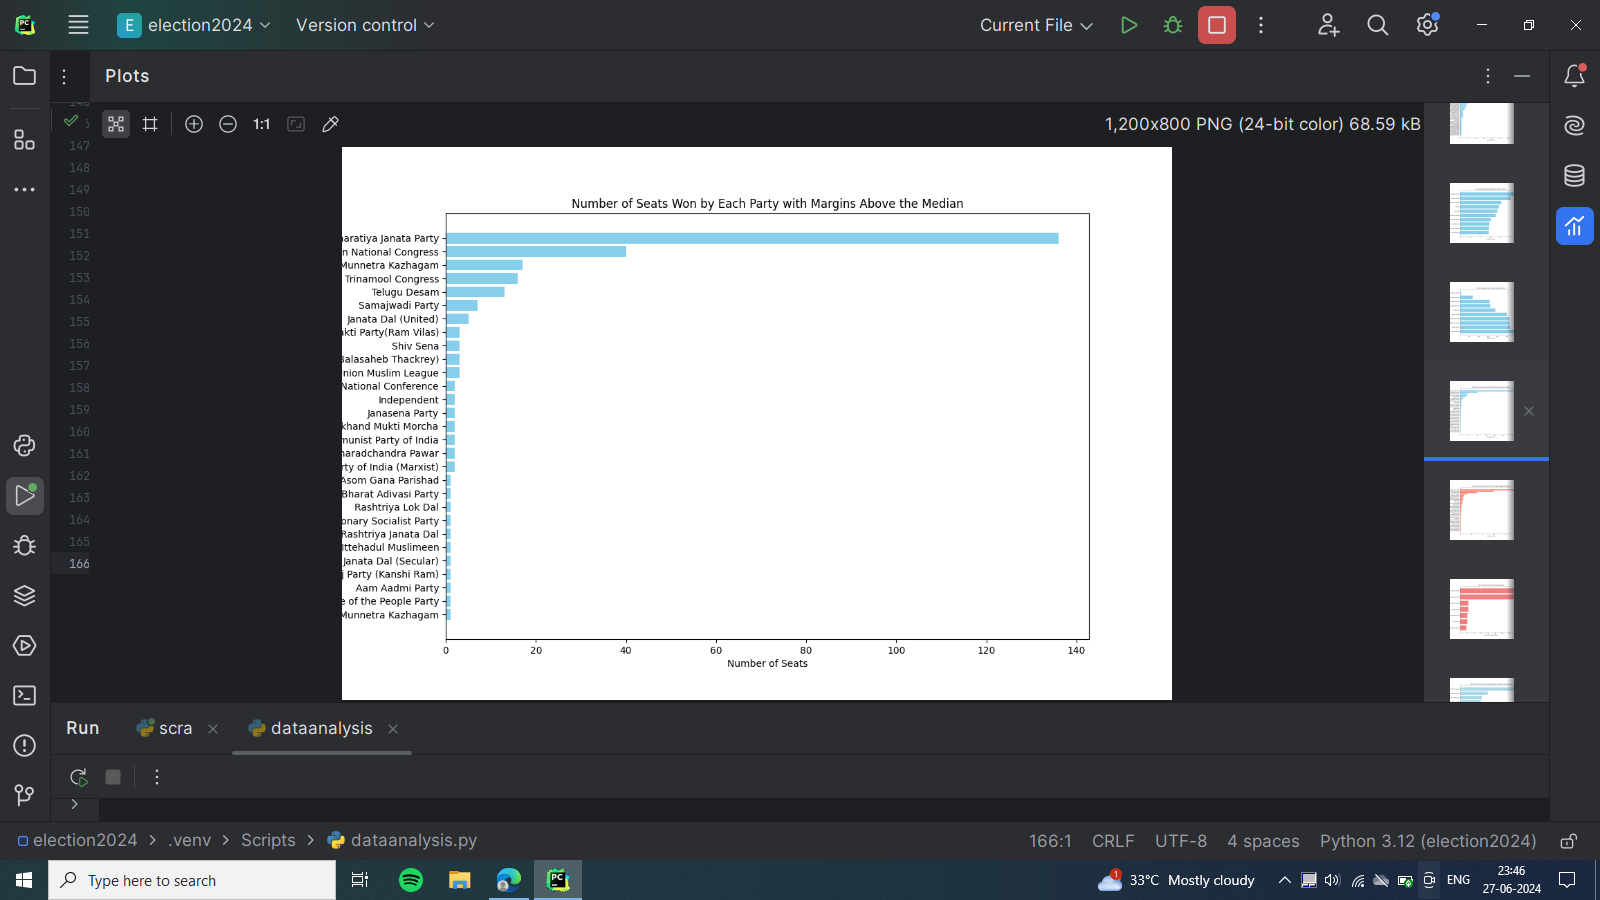 E election2024 Version control Current File
Plots
1:1 1,200x800 PNG (24-bit color) 68.59 kB
147
148
149
150
151
152
153
154
155
156
157
158
159
160
161
162
163
164
165
166
Number of Seats Won by Each Party with Margins Above the Median
haratiya Janata Party
n National Congress
Munnetra Kazhagam
Trinamool Congress
Telugu Desam
Samajwadi Party
Janata Dal (United)
akti Party(Ram Vilas)
Shiv Sena
Balasaheb Thackrey)
nion Muslim League
National Conference
Independent
Janasena Party
khand Mukti Morcha
munist Party of India
haradchandra Pawar
rty of India (Marxist)
Asom Gana Parishad
Bharat Adivasi Party
Rashtriya Lok Dal
onary Socialist Party
Rashtriya Janata Dal
Ittehadul Muslimeen
Janata Dal (Secular)
j Party (Kanshi Ram)
Aam Aadmi Party
e of the People Party
Munnetra Kazhagam
0 20 40 60 80 100 120 140
Number of Seats
Run scra dataanalysis
election2024 > .venv > Scripts > dataanalysis.py 166:1 CRLF UTF-8 4 spaces Python 3.12 (election2024)
Type here to search PC 1 33°C Mostly cloudy ENG 23:46
27-06-2024